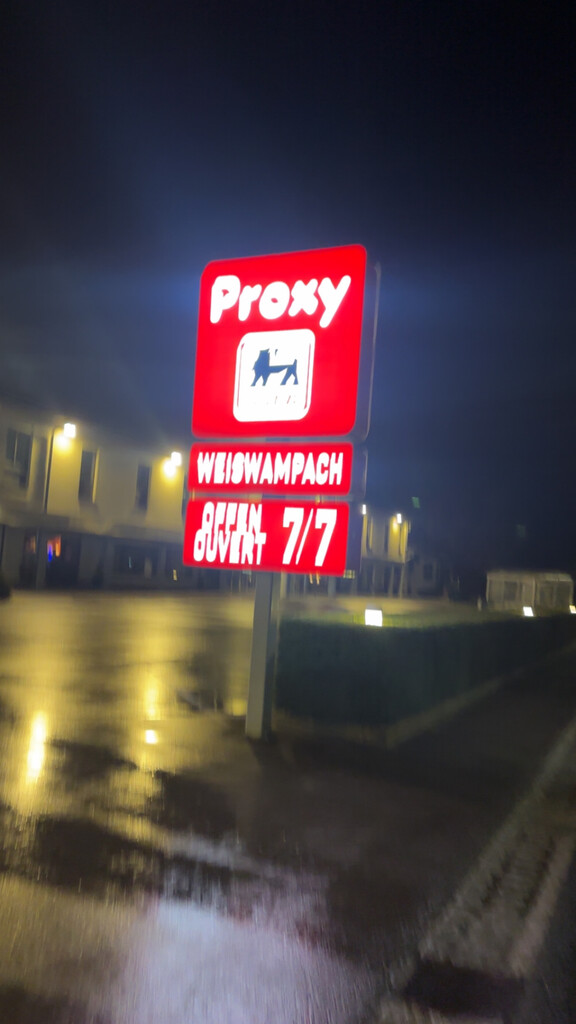 Proxy
WEISWAMPACH
OFFEN
OUVERT 7/7